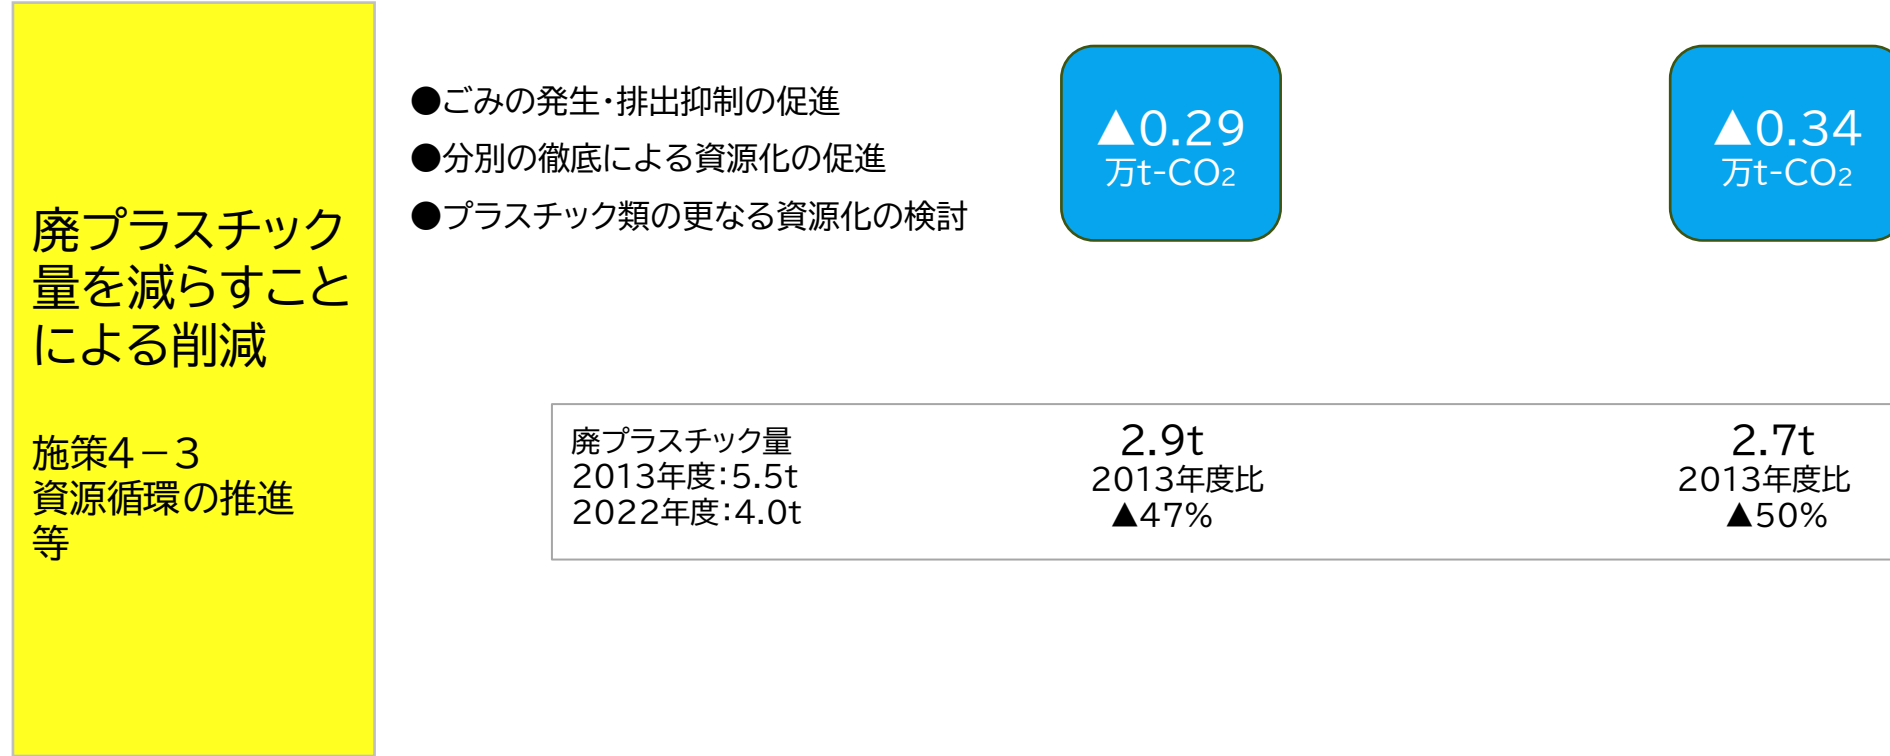 廃プラスチック
量を減らすこと
による削減
施策4－3
資源循環の推進
等
●ごみの発生・排出抑制の促進
●分別の徹底による資源化の促進
●プラスチック類の更なる資源化の検討
▲0.29
万t-CO₂
▲0.34
万t-CO₂
廃プラスチック量
2013年度：5.5t
2022年度：4.0t
2.9t
2013年度比
▲47%
2.7t
2013年度比
▲50%